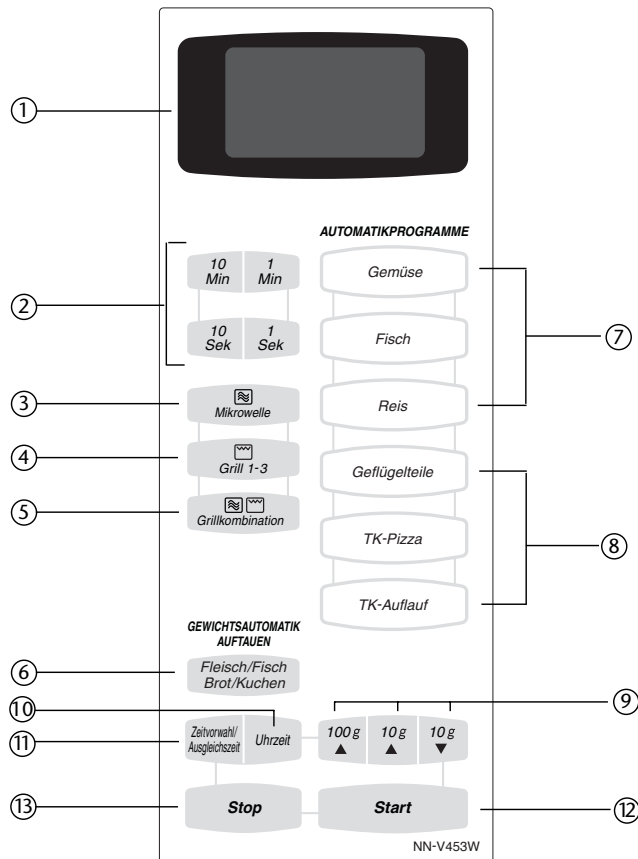 ①
AUTOMATIKPROGRAMME
10 Min
1 Min
Gemüse
②
⑦
10 Sek
1 Sek
Fisch
③
Mikrowelle
Reis
④
Grill 1-3
Geflügelteile
⑤
Grillkombination
TK-Pizza
⑧
TK-Auflauf
GEWICHTSAUTOMATIK
AUFTAUEN
⑥
Fleisch/Fisch
Brot/Kuchen
⑨
⑩
⑪
Zeitvorwahl/
Ausgleichszeit
Uhrzeit
100 g ▲
10 g ▲
10 g ▼
⑬
Stop
Start
⑫
NN-V453W